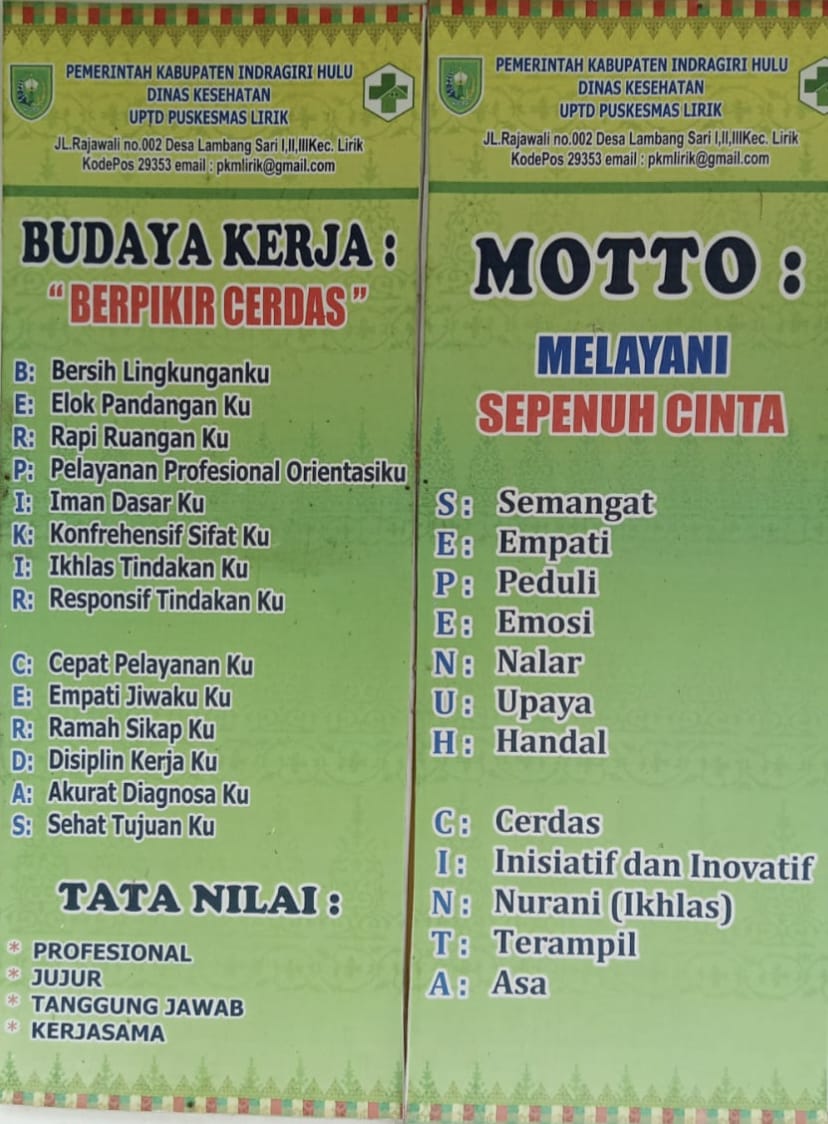 PEMERINTAH KABUPATEN INDRAGIRI HULU
DINAS KESEHATAN
UPTD PUSKESMAS LIRIK
JL.Rajawali no.002 Desa Lambang Sari I,II,IIIKec. Lirik
KodePos 29353 email : pkmlirik@gmail.com
BUDAYA KERJA :
“ BERPIKIR CERDAS ”
B: Bersih Lingkunganku
E: Elok Pandangan Ku
R: Rapi Ruangan Ku
P: Pelayanan Profesional Orientasiku
I: Iman Dasar Ku
K: Konfrehensif Sifat Ku
I: Ikhlas Tindakan Ku
R: Responsif Tindakan Ku
C: Cepat Pelayanan Ku
E: Empati Jiwaku Ku
R: Ramah Sikap Ku
D: Disiplin Kerja Ku
A: Akurat Diagnosa Ku
S: Sehat Tujuan Ku
TATA NILAI :
* PROFESIONAL
* JUJUR
* TANGGUNG JAWAB
* KERJASAMA
PEMERINTAH KABUPATEN INDRAGIRI HULU
DINAS KESEHATAN
UPTD PUSKESMAS LIRIK
JL.Rajawali no.002 Desa Lambang Sari I,II,IIIKec. Lirik
KodePos 29353 email : pkmlirik@gmail.com
MOTTO :
MELAYANI
SEPENUH CINTA
S : Semangat
E : Empati
P : Peduli
E : Emosi
N : Nalar
U : Upaya
H : Handal
C : Cerdas
I : Inisiatif dan Inovatif
N : Nurani (Ikhlas)
T : Terampil
A : Asa